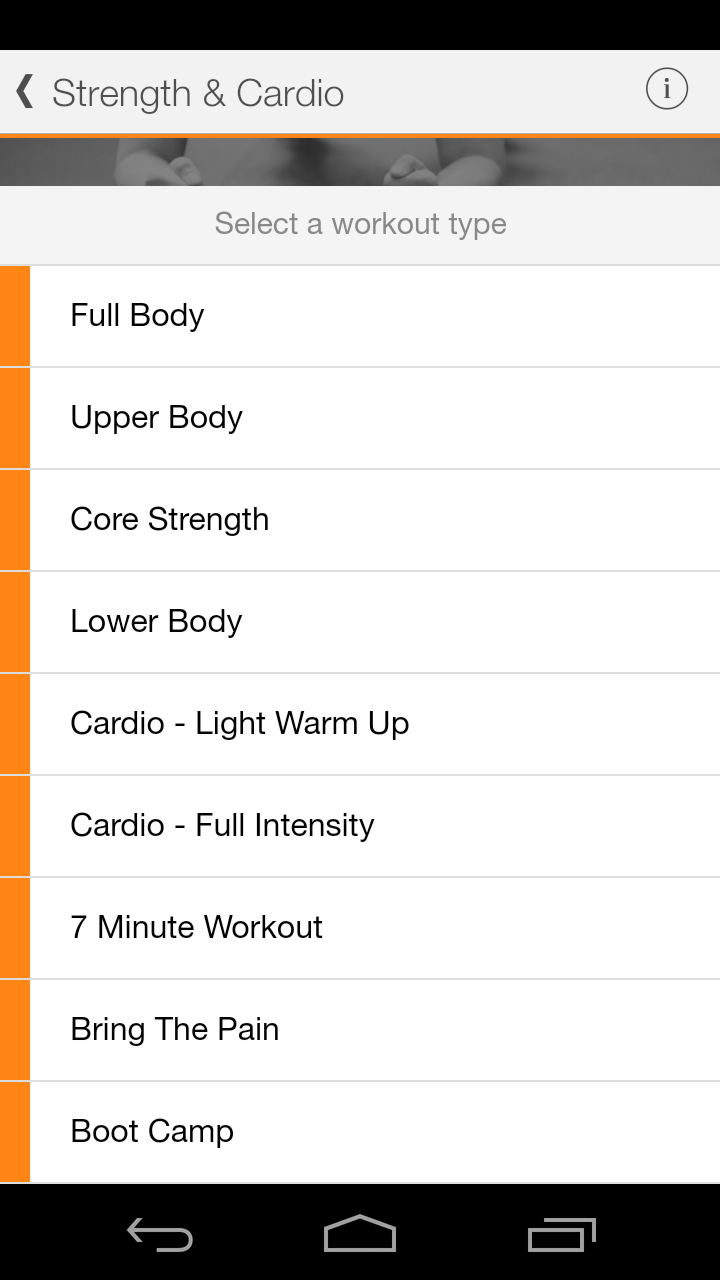 Strength & Cardio
i
Select a workout type
Full Body
Upper Body
Core Strength
Lower Body
Cardio - Light Warm Up
Cardio - Full Intensity
7 Minute Workout
Bring The Pain
Boot Camp